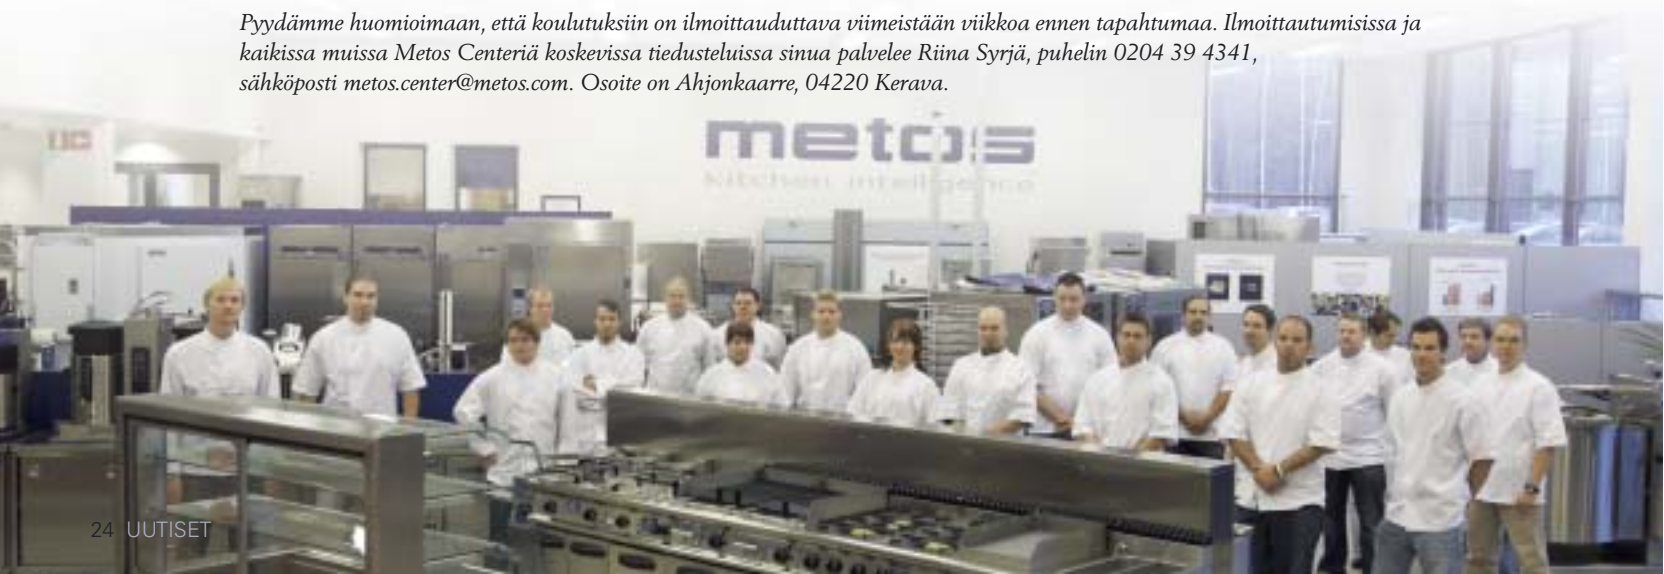 Pyydämme huomioimaan, että koulutuksiin on ilmoittauduttava viimeistään viikkoa ennen tapahtumaa. Ilmoittautumisissa ja
kaikissa muissa Metos Centeriä koskevissa tiedusteluissa sinua palvelee Riina Syrjä, puhelin 0204 39 4341,
sähköposti metos.center@metos.com. Osoite on Ahjonkaarre, 04220 Kerava.
metos
kitchen intelligence
24 UUTISET